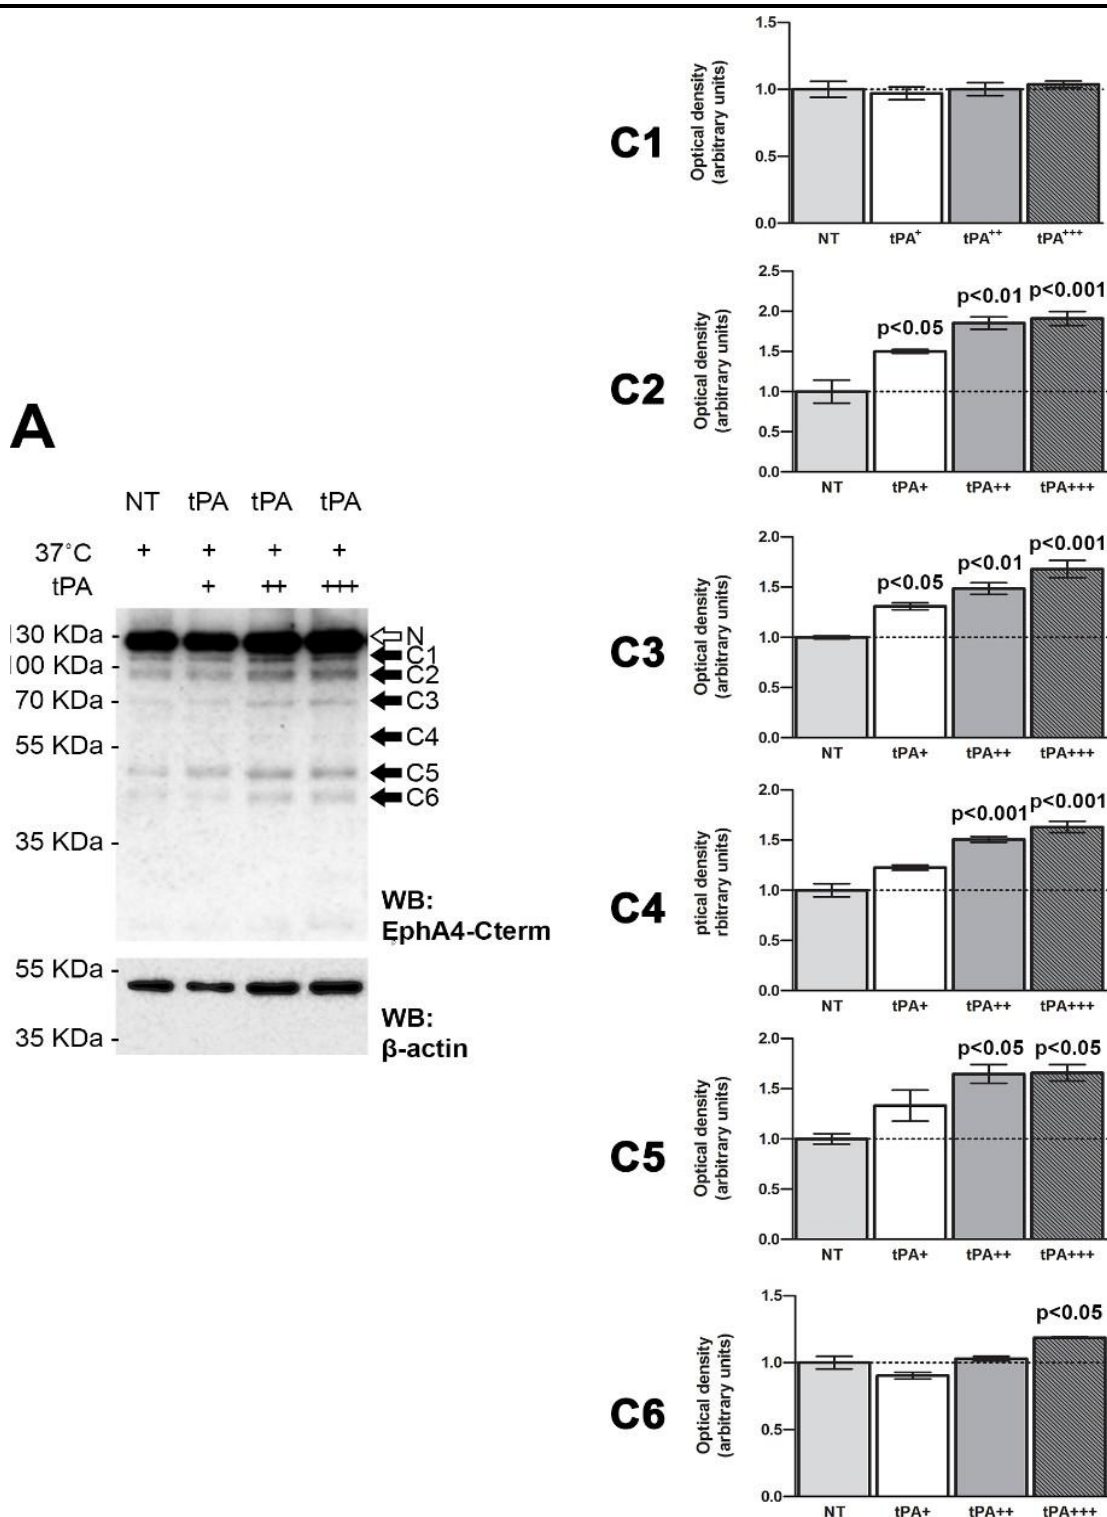 A
NT tPA tPA tPA
37°C + + + +
tPA + ++ +++
130 KDa -
100 KDa -
70 KDa -
55 KDa -
35 KDa -
N
C1
C2
C3
C4
C5
C6
WB:
EphA4-Cterm
55 KDa -
35 KDa -
WB:
β-actin
C1
Optical density
(arbitrary units)
1.5
1.0
0.5
0.0
NT tPA+ tPA++ tPA+++
C2
Optical density
(arbitrary units)
2.5
2.0
1.5
1.0
0.5
0.0
p<0.05 p<0.01 p<0.001
NT tPA+ tPA++ tPA+++
C3
Optical density
(arbitrary units)
2.0
1.5
1.0
0.5
0.0
p<0.05 p<0.01 p<0.001
NT tPA+ tPA++ tPA+++
C4
ptical density
rbitrary units)
2.0
1.5
1.0
0.5
0.0
p<0.001 p<0.001
NT tPA+ tPA++ tPA+++
C5
Optical density
(arbitrary units)
2.0
1.5
1.0
0.5
0.0
p<0.05 p<0.05
NT tPA+ tPA++ tPA+++
C6
Optical density
(arbitrary units)
1.5
1.0
0.5
0.0
p<0.05
NT tPA+ tPA++ tPA+++